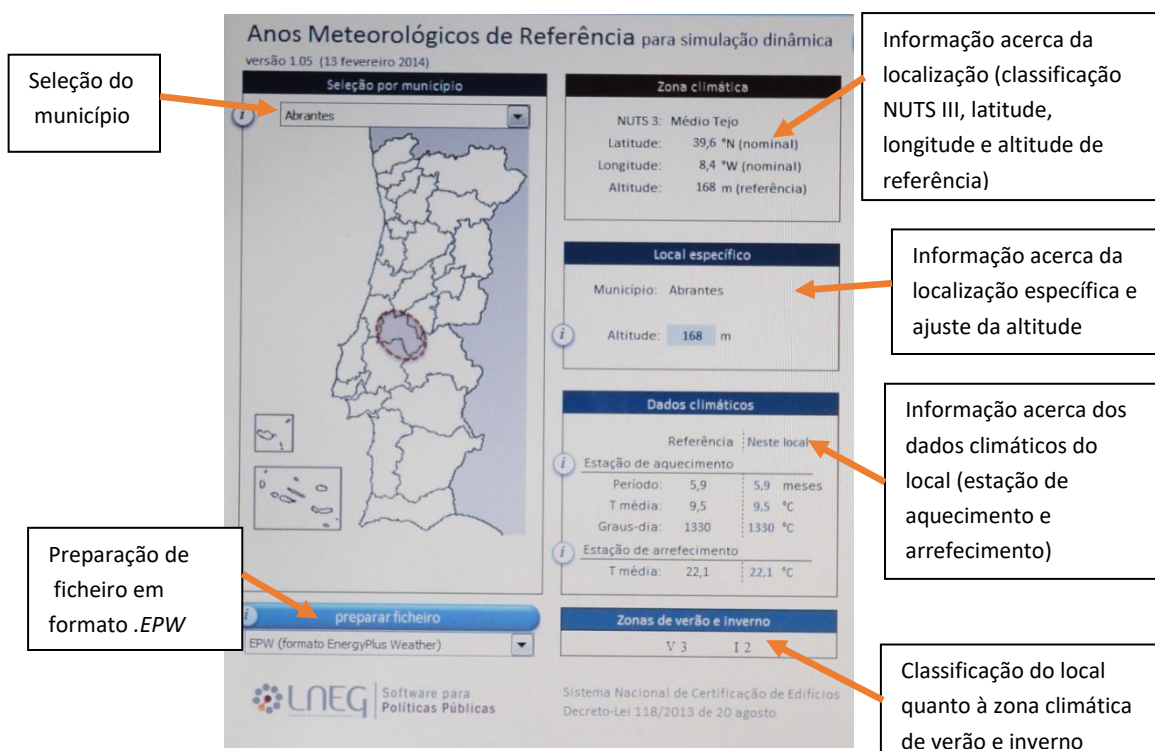 Anos Meteorológicos de Referência para simulação dinâmica
versão 1.05 (13 fevereiro 2014)
Seleção do
município
Seleção por município
i
Abrantes
Zona climática
NUTS 3: Médio Tejo
Latitude: 39,6 °N (nominal)
Longitude: 8,4 °W (nominal)
Altitude: 168 m (referência)
Informação acerca da
localização (classificação
NUTS III, latitude,
longitude e altitude de
referência)
Local específico
Município: Abrantes
i
Altitude: 168 m
Informação acerca da
localização específica e
ajuste da altitude
Dados climáticos
Referência Neste local
i Estação de aquecimento
Período: 5,9 5,9 meses
T média: 9,5 9,5 °C
Graus-dia: 1330 1330 °C
i Estação de arrefecimento
T média: 22,1 22,1 °C
Informação acerca dos
dados climáticos do
local (estação de
aquecimento e
arrefecimento)
Preparação de
ficheiro em
formato .EPW
i preparar ficheiro
EPW (formato EnergyPlus Weather)
Zonas de verão e inverno
V 3 I 2
Classificação do local
quanto à zona climática
de verão e inverno
LNEG
Software para
Políticas Públicas
Sistema Nacional de Certificação de Edifícios
Decreto-Lei 118/2013 de 20 agosto